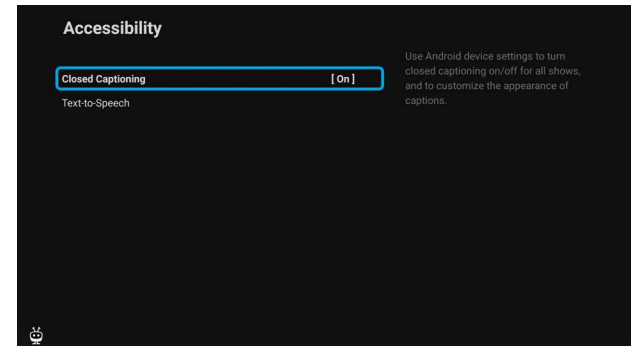 Accessibility
Closed Captioning [ On ]
Text-to-Speech
Use Android device settings to turn
closed captioning on/off for all shows,
and to customize the appearance of
captions.